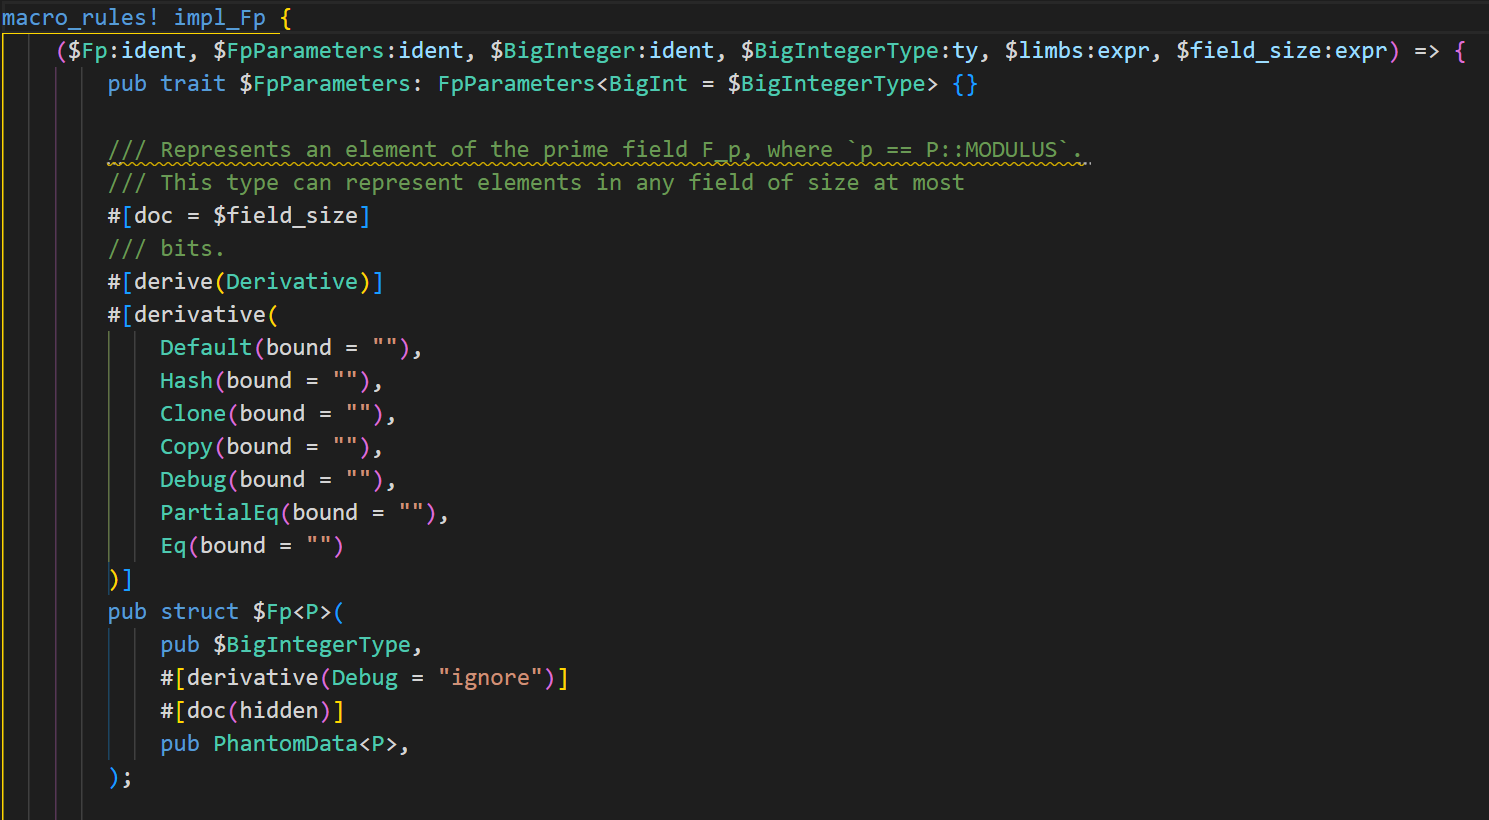 macro_rules! impl_Fp {
($Fp:ident, $FpParameters:ident, $BigInteger:ident, $BigIntegerType:ty, $limbs:expr, $field_size:expr) => {
pub trait $FpParameters: FpParameters<BigInt = $BigIntegerType> {}
/// Represents an element of the prime field F_p, where `p == P::MODULUS`.
/// This type can represent elements in any field of size at most
#[doc = $field_size]
/// bits.
#[derive(Derivative)]
#[derivative(
Default(bound = ""),
Hash(bound = ""),
Clone(bound = ""),
Copy(bound = ""),
Debug(bound = ""),
PartialEq(bound = ""),
Eq(bound = "")
)]
pub struct $Fp<P>(
pub $BigIntegerType,
#[derivative(Debug = "ignore")]
#[doc(hidden)]
pub PhantomData<P>,
);